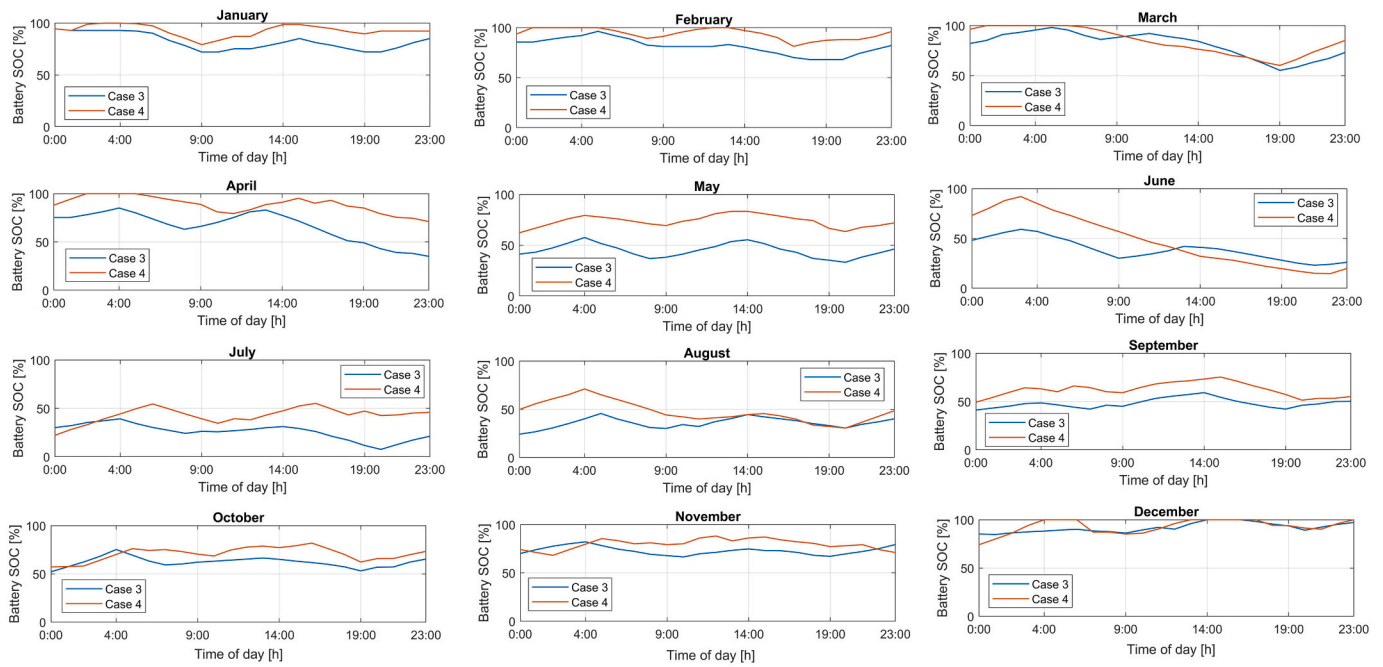 January
Battery SOC [%]
100
50
0
Case 3
Case 4
0:00 4:00 9:00 14:00 19:00 23:00
Time of day [h]
February
Battery SOC [%]
100
50
0
Case 3
Case 4
0:00 4:00 9:00 14:00 19:00 23:00
Time of day [h]
March
Battery SOC [%]
100
50
0
Case 3
Case 4
0:00 4:00 9:00 14:00 19:00 23:00
Time of day [h]
April
Battery SOC [%]
100
50
0
Case 3
Case 4
0:00 4:00 9:00 14:00 19:00 23:00
Time of day [h]
May
Battery SOC [%]
100
50
0
Case 3
Case 4
0:00 4:00 9:00 14:00 19:00 23:00
Time of day [h]
June
Battery SOC [%]
100
50
0
Case 3
Case 4
0:00 4:00 9:00 14:00 19:00 23:00
Time of day [h]
July
Battery SOC [%]
100
50
0
Case 3
Case 4
0:00 4:00 9:00 14:00 19:00 23:00
Time of day [h]
August
Battery SOC [%]
100
50
0
Case 3
Case 4
0:00 4:00 9:00 14:00 19:00 23:00
Time of day [h]
September
Battery SOC [%]
100
50
0
Case 3
Case 4
0:00 4:00 9:00 14:00 19:00 23:00
Time of day [h]
October
Battery SOC [%]
100
50
0
Case 3
Case 4
0:00 4:00 9:00 14:00 19:00 23:00
Time of day [h]
November
Battery SOC [%]
100
50
0
Case 3
Case 4
0:00 4:00 9:00 14:00 19:00 23:00
Time of day [h]
December
Battery SOC [%]
100
50
0
Case 3
Case 4
0:00 4:00 9:00 14:00 19:00 23:00
Time of day [h]